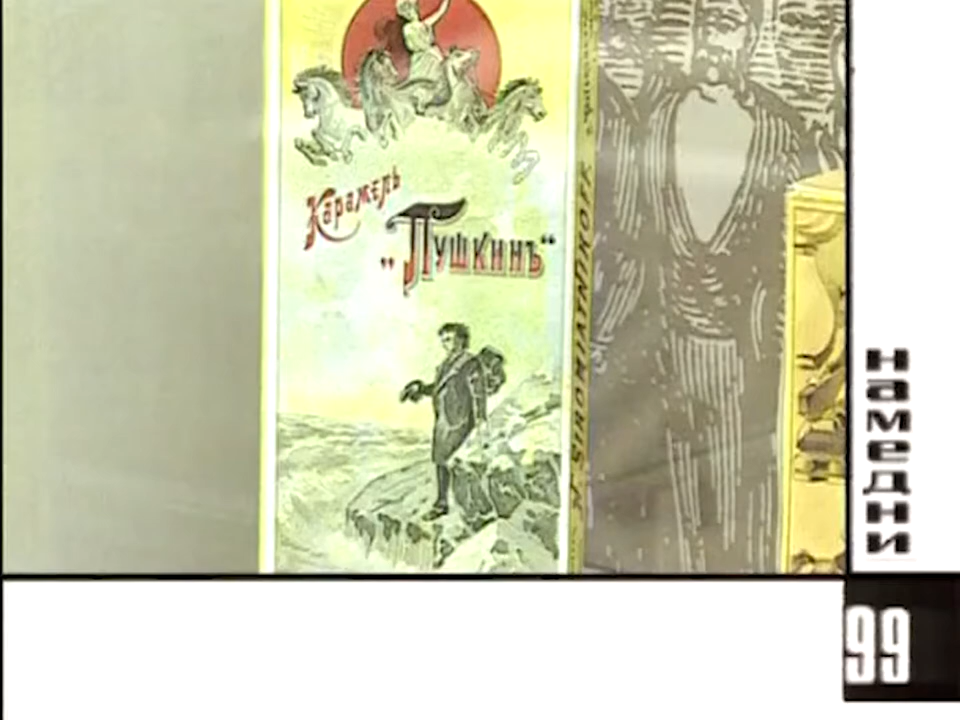 Карамель
„Пушкинъ“
намедни
99